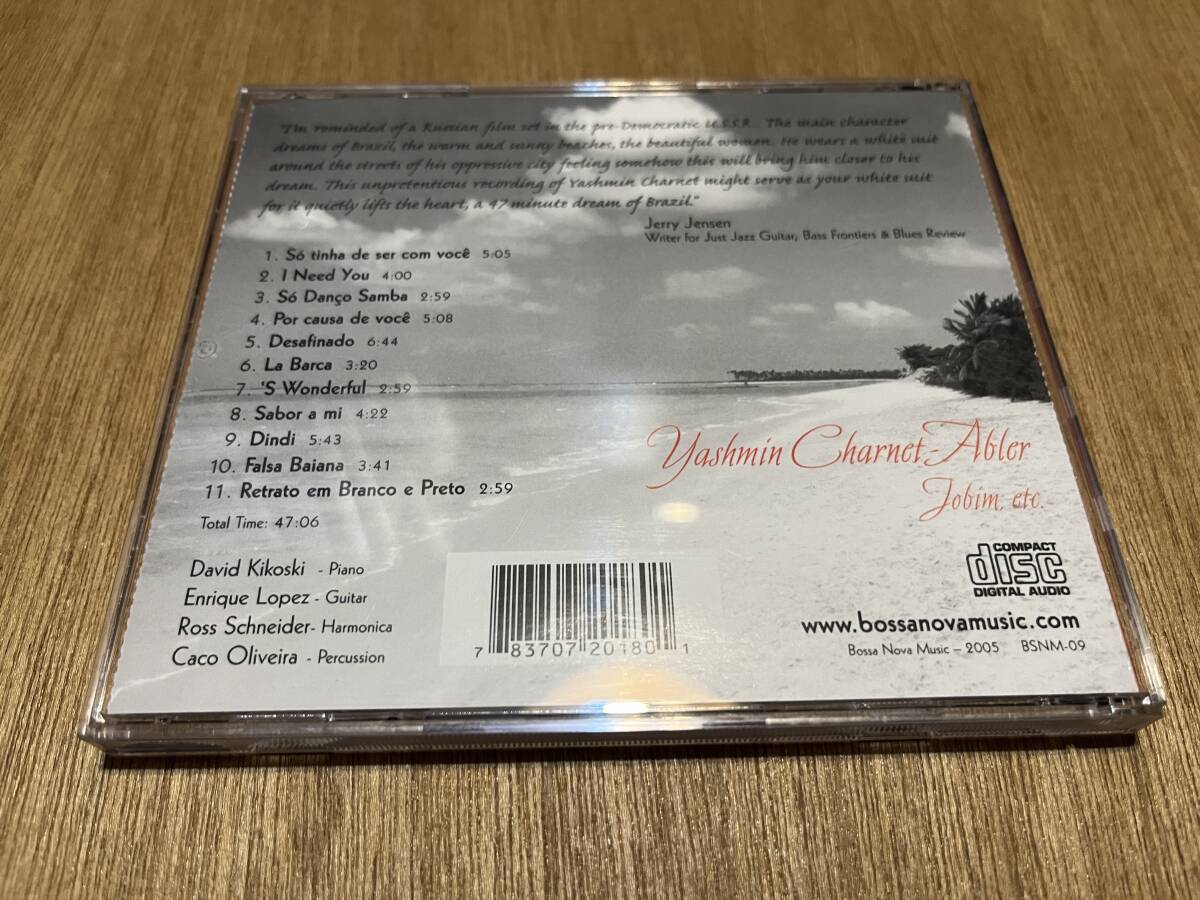 "I'm reminded of a Russian film set in the pre-Democratic U.S.S.R... The main character
dreams of Brazil, the warm and sunny beaches, the beautiful women. He wears a white suit
around the streets of his oppressive city feeling somehow this will bring him closer to his
dream. This unpretentious recording of Yashmin Charnet might serve as your white suit
for it quietly lifts the heart, a 47 minute dream of Brazil."
Jerry Jensen
Writer for Just Jazz Guitar, Bass Frontiers & Blues Review
1. Só tinha de ser com você 5:05
2. I Need You 4:00
3. Só Danço Samba 2:59
4. Por causa de você 5:08
5. Desafinado 6:44
6. La Barca 3:20
7. 'S Wonderful 2:59
8. Sabor a mi 4:22
9. Dindi 5:43
10. Falsa Baiana 3:41
11. Retrato em Branco e Preto 2:59
Total Time: 47:06
Yashmin Charnet-Abler
Jobim, etc.
David Kikoski - Piano
Enrique Lopez - Guitar
Ross Schneider- Harmonica
Caco Oliveira - Percussion
7 83707 20180 1
COMPACT
disc
DIGITAL AUDIO
www.bossanovamusic.com
Bossa Nova Music – 2005 BSNM-09